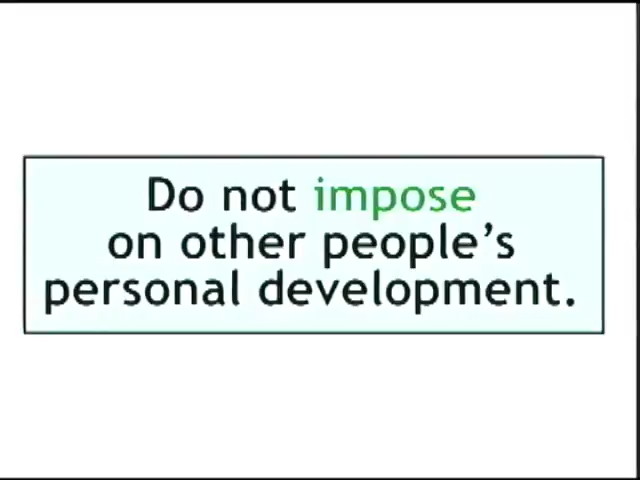 Do not impose
on other people’s
personal development.